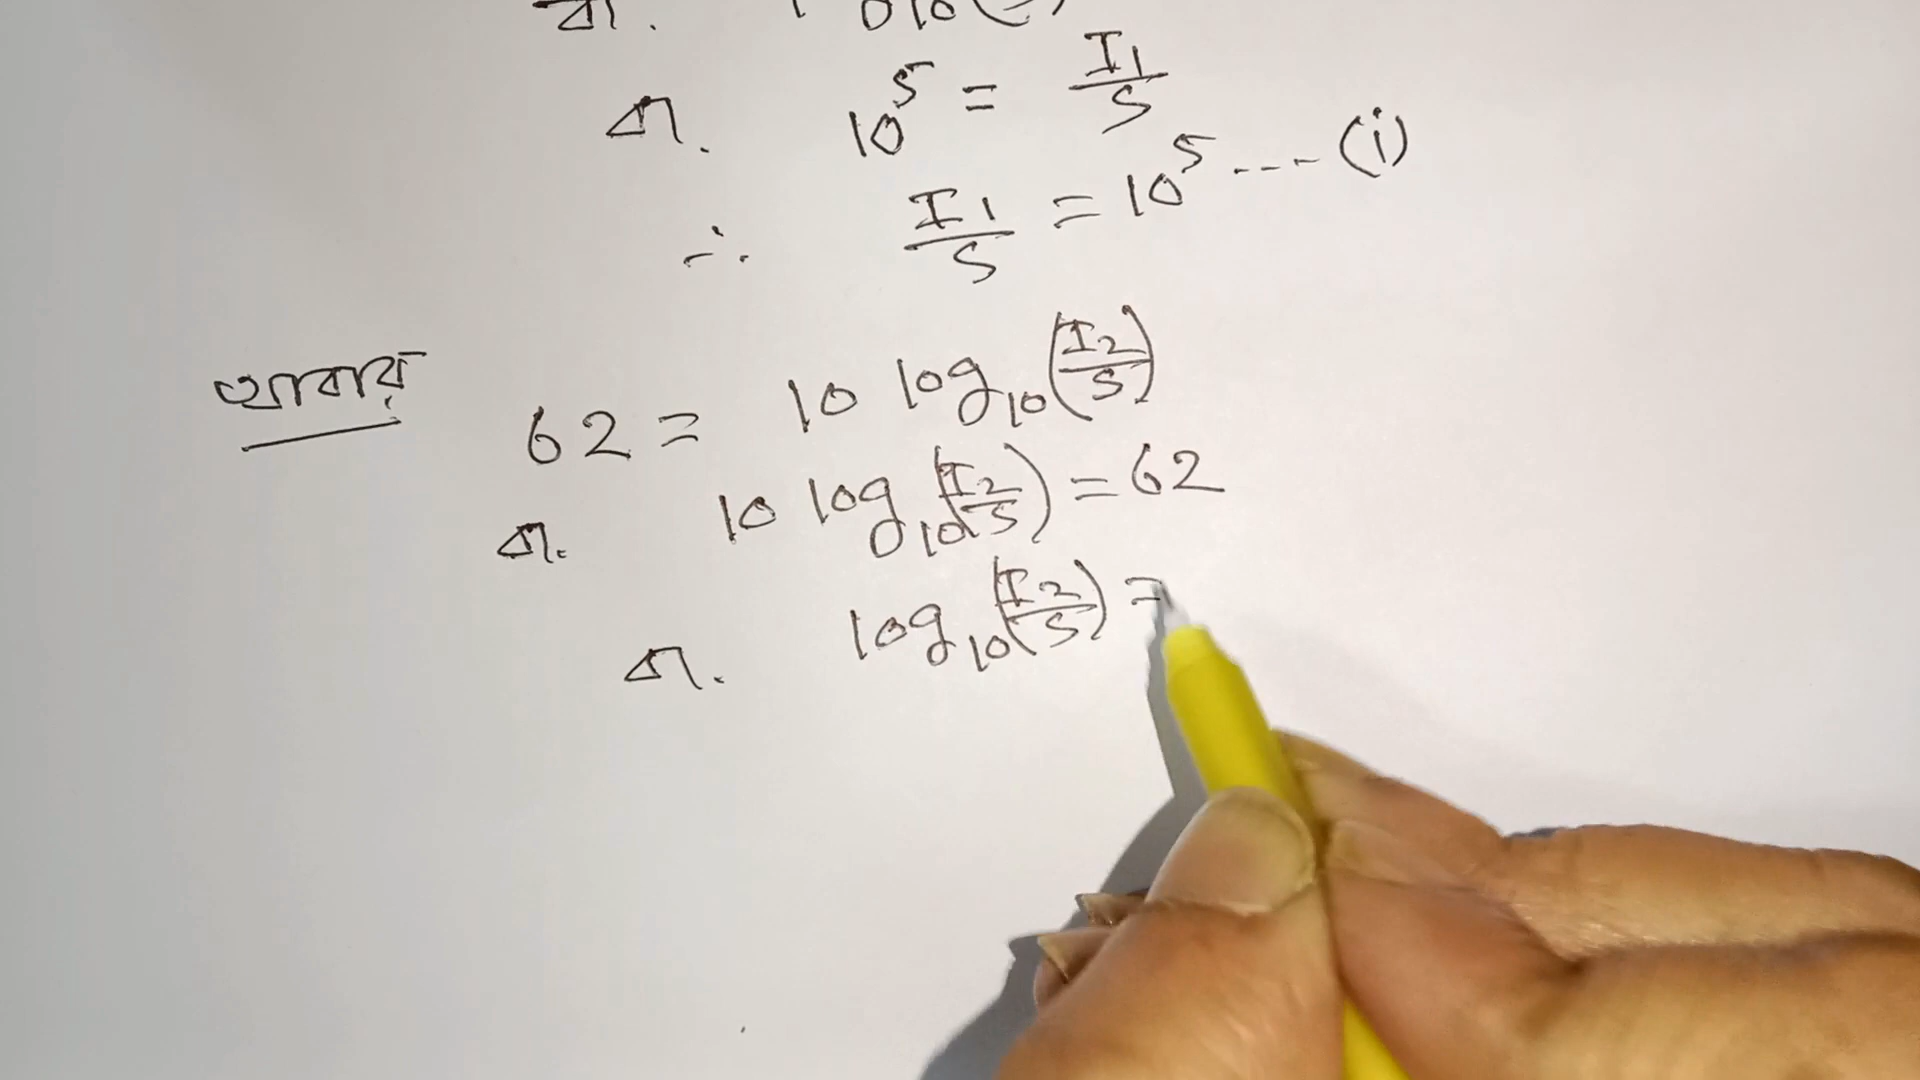 বা.
বা. 10^5 = I₁/S
∴ I₁/S = 10^5 ---- (i)
আবার 62 = 10 log₁₀(I₂/S)
বা. 10 log₁₀(I₂/S) = 62
বা. log₁₀(I₂/S) =